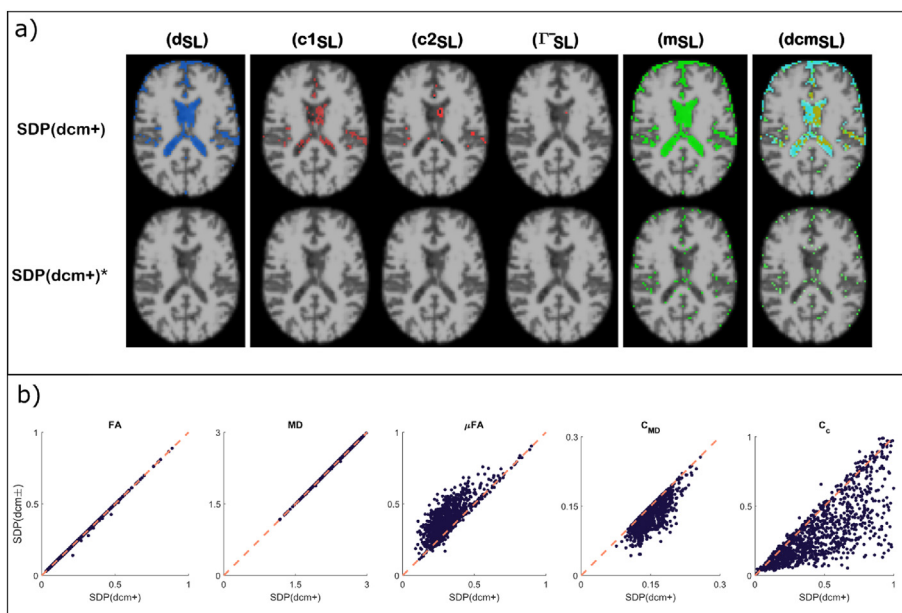 a)
(dSL) (c1SL) (c2SL) (Γ̃SL) (mSL) (dcmSL)
SDP(dcm+)
SDP(dcm+)*
b)
FA MD μFA CMD Cc
1 3 1 0.3 1
SDP(dcm±)
0.5 1.5 0.5 0.15 0.5
0 0 0 0 0
0 0.5 1 1.5 3 0 0.5 1 0 0.15 0.3 0 0.5 1
SDP(dcm+) SDP(dcm+) SDP(dcm+) SDP(dcm+) SDP(dcm+)